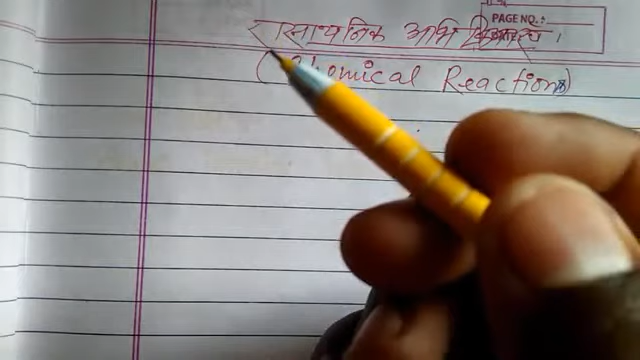 PAGE NO.:
रासायनिक अभिक्रियाएं
(Chemical Reactions)